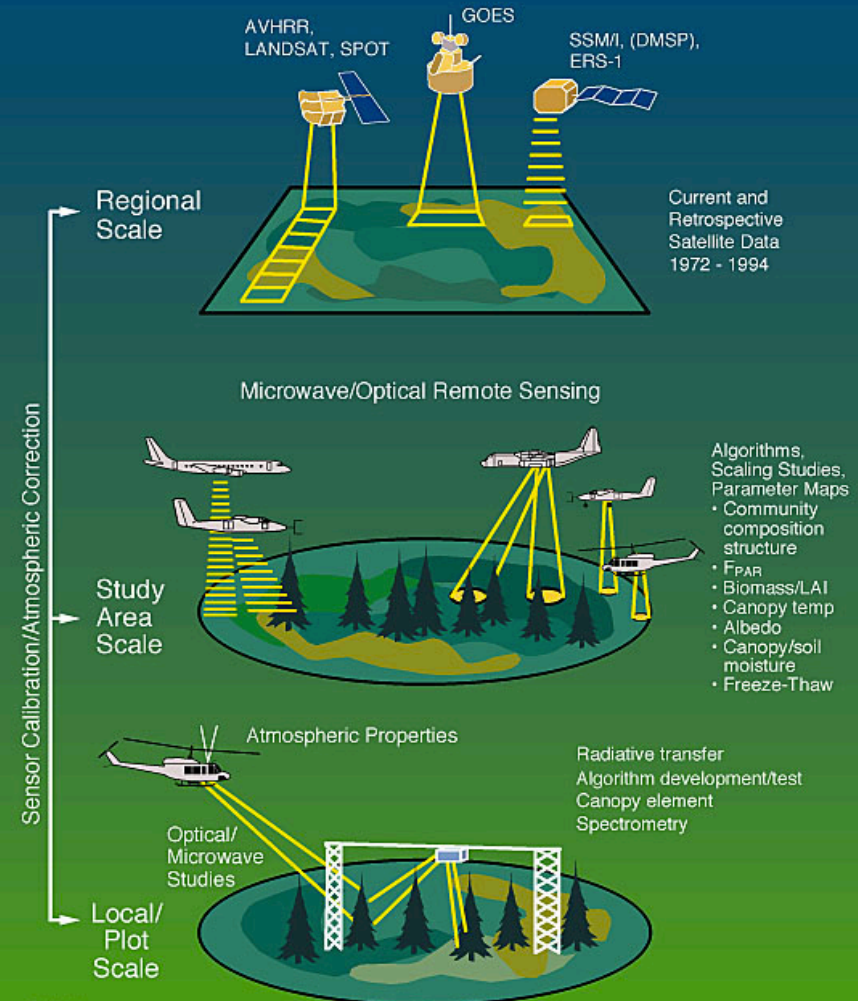 AVHRR,
LANDSAT, SPOT
GOES
SSM/I, (DMSP),
ERS-1
Regional
Scale
Current and
Retrospective
Satellite Data
1972 - 1994
Microwave/Optical Remote Sensing
Sensor Calibration/Atmospheric Correction
Study
Area
Scale
Algorithms,
Scaling Studies,
Parameter Maps
• Community
composition
structure
• FPAR
• Biomass/LAI
• Canopy temp
• Albedo
• Canopy/soil
moisture
• Freeze-Thaw
Atmospheric Properties
Optical/
Microwave
Studies
Radiative transfer
Algorithm development/test
Canopy element
Spectrometry
Local/
Plot
Scale